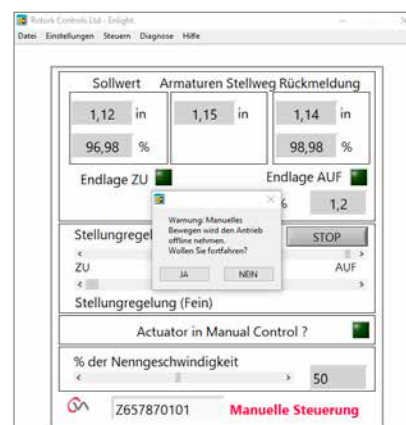 Rotork Controls Ltd - Enlight.
Datei Einstellungen Steuern Diagnose Hilfe
Sollwert Armaturen Stellweg Rückmeldung
1,12 in 1,15 in 1,14 in
96,98 % 98,98 %
Endlage ZU Endlage AUF
% 1,2
Warnung: Manuelles
Bewegen wird den Antrieb
offline nehmen.
Wollen Sie fortfahren?
JA NEIN
Stellungregel STOP
ZU AUF
Stellungregelung (Fein)
Actuator in Manual Control ?
% der Nenngeschwindigkeit
50
Z657870101 Manuelle Steuerung